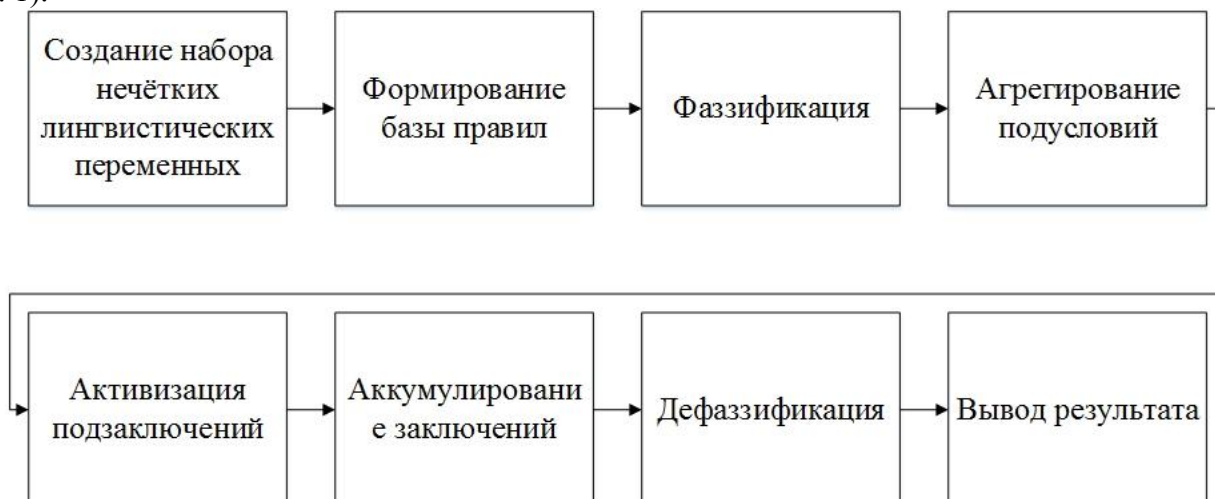 Создание набора
нечётких
лингвистических
переменных
Формирование
базы правил
Фаззификация
Агрегирование
подусловий
Активизация
подзаключений
Аккумулировани
е заключений
Дефаззификация
Вывод результата